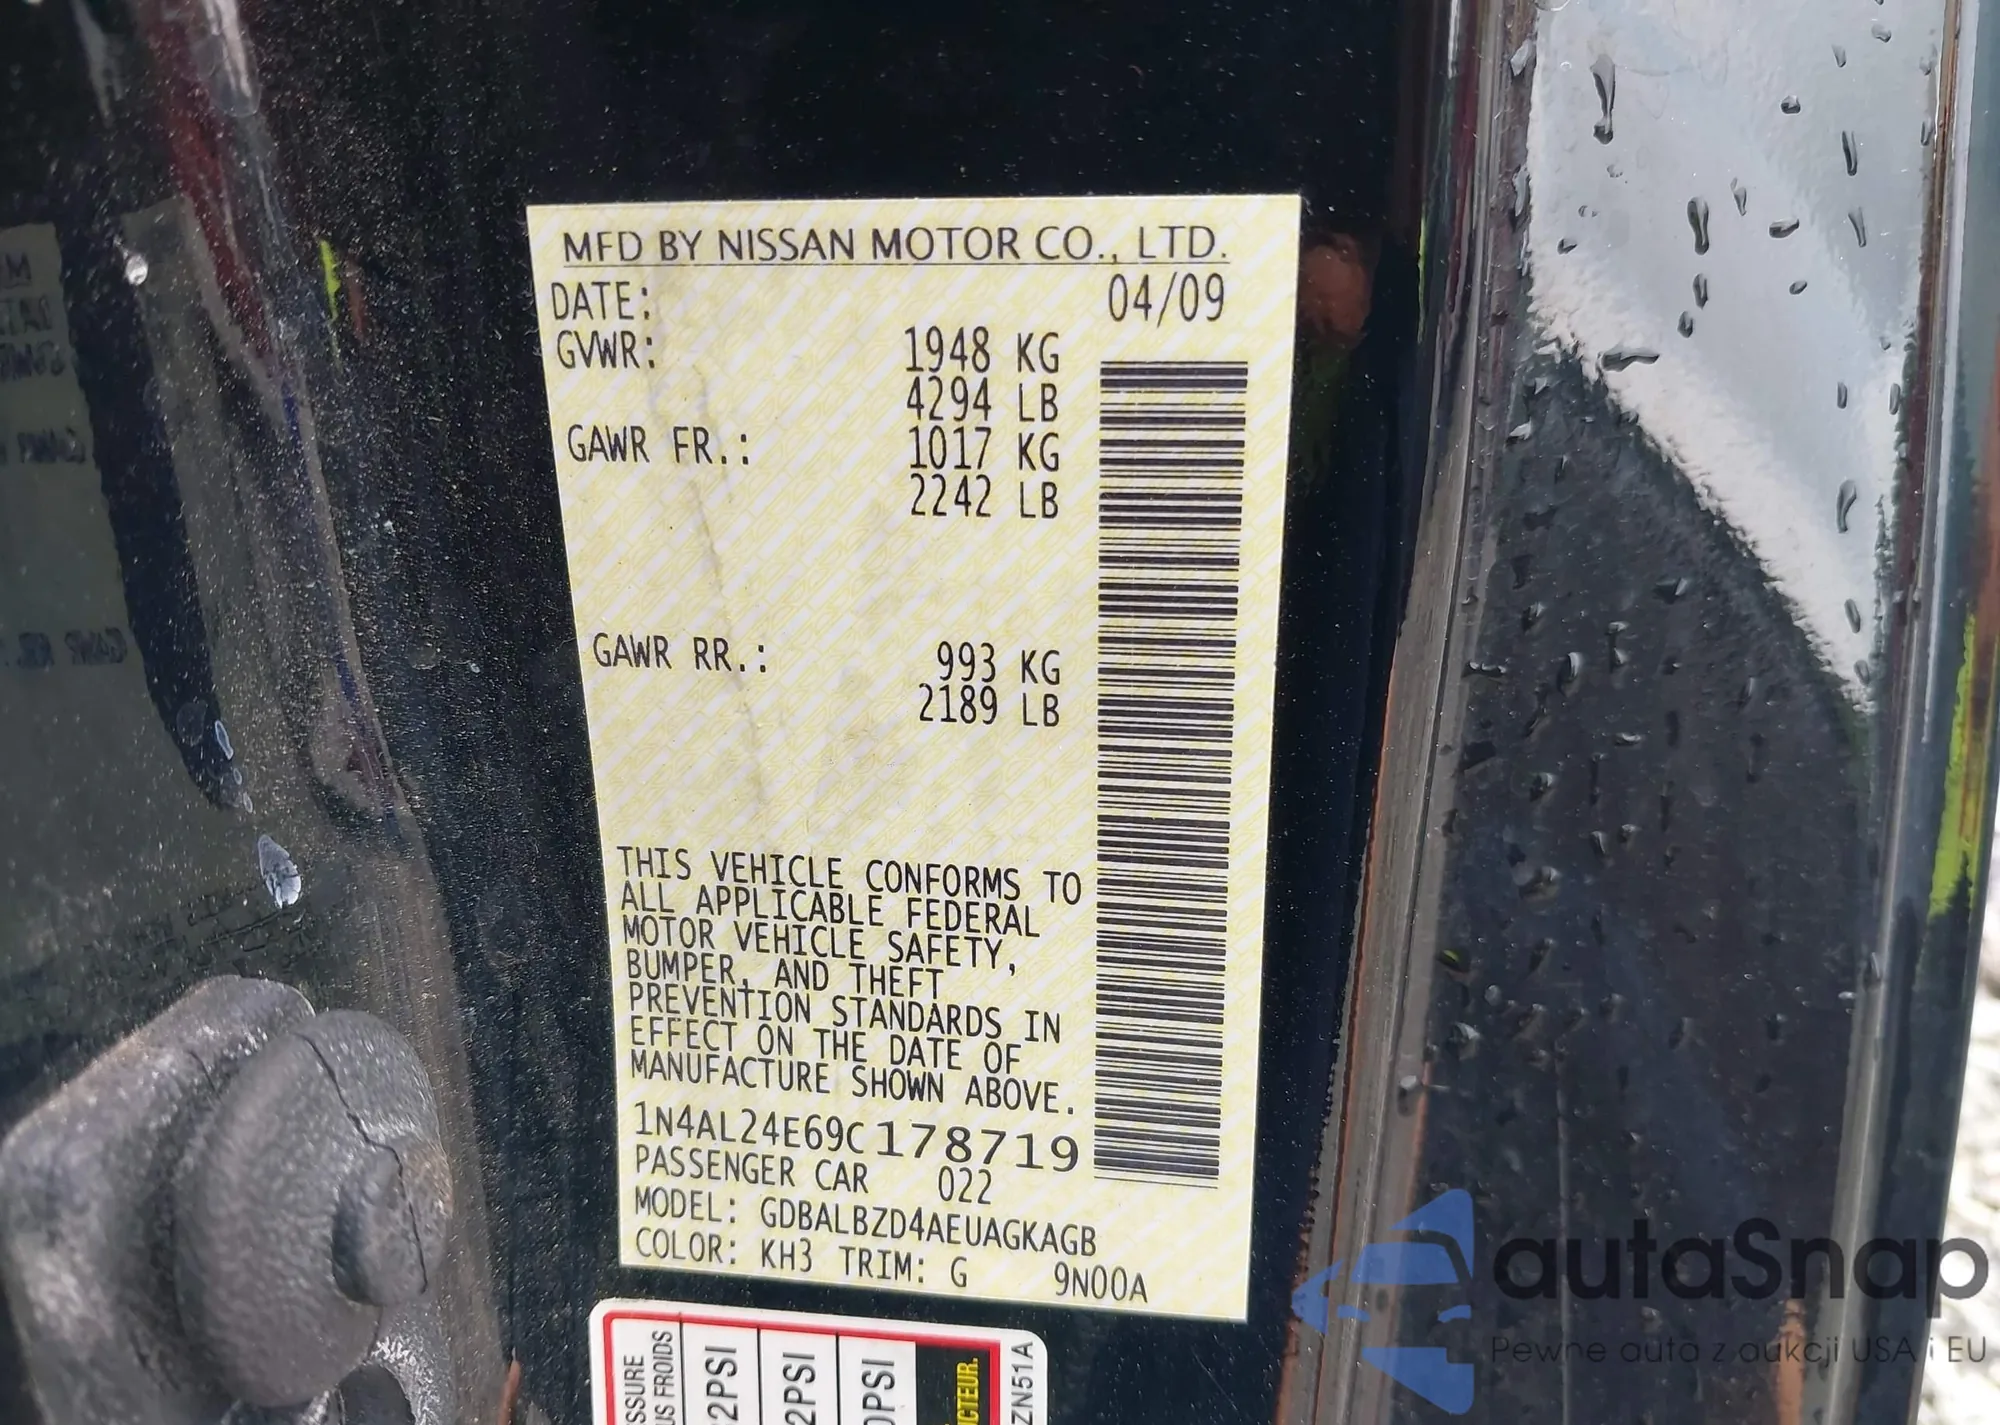 MFD BY NISSAN MOTOR CO., LTD.
DATE: 04/09
GVWR: 1948 KG
4294 LB
GAWR FR.: 1017 KG
2242 LB
GAWR RR.: 993 KG
2189 LB
THIS VEHICLE CONFORMS TO
ALL APPLICABLE FEDERAL
MOTOR VEHICLE SAFETY,
BUMPER, AND THEFT
PREVENTION STANDARDS IN
EFFECT ON THE DATE OF
MANUFACTURE SHOWN ABOVE.
1N4AL24E69C178719
PASSENGER CAR 022
MODEL: GDBALBZD4AEUAGKAGB
COLOR: KH3 TRIM: G 9N00A
ZN51A
autaSnap
Pewne auta z aukcji USA i EU